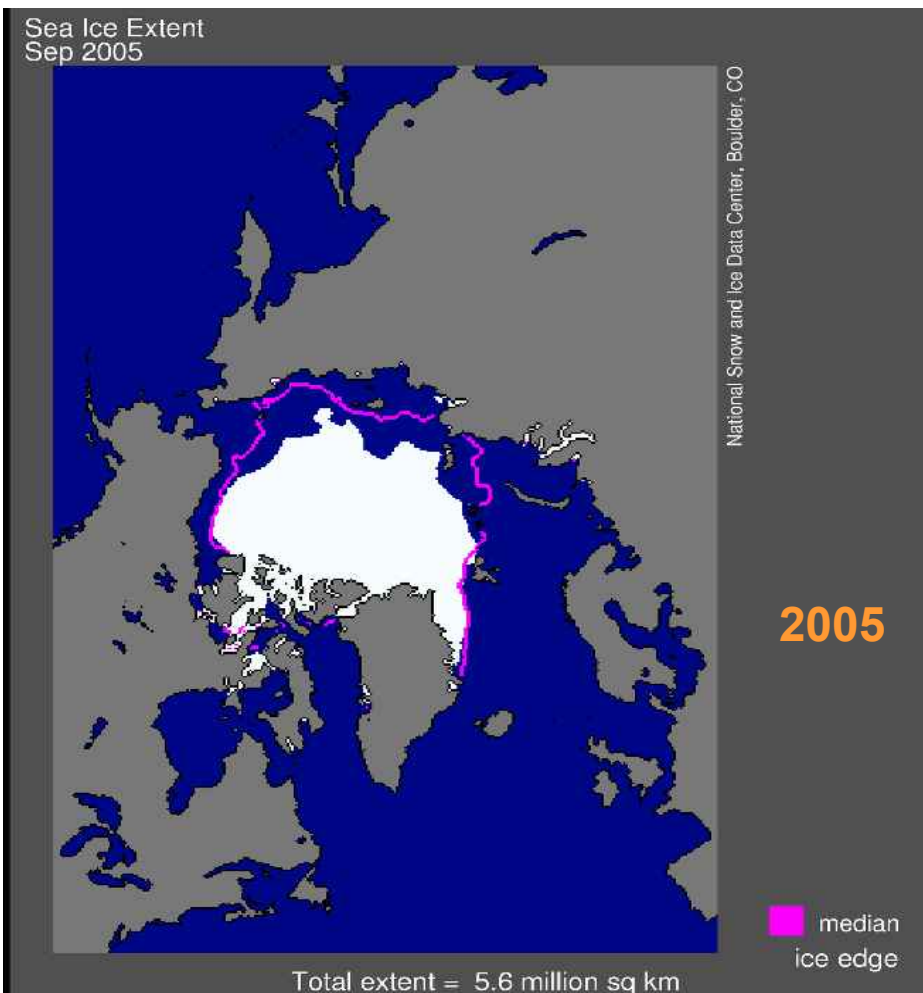 Sea Ice Extent
Sep 2005
National Snow and Ice Data Center, Boulder, CO
2005
median
ice edge
Total extent = 5.6 million sq km